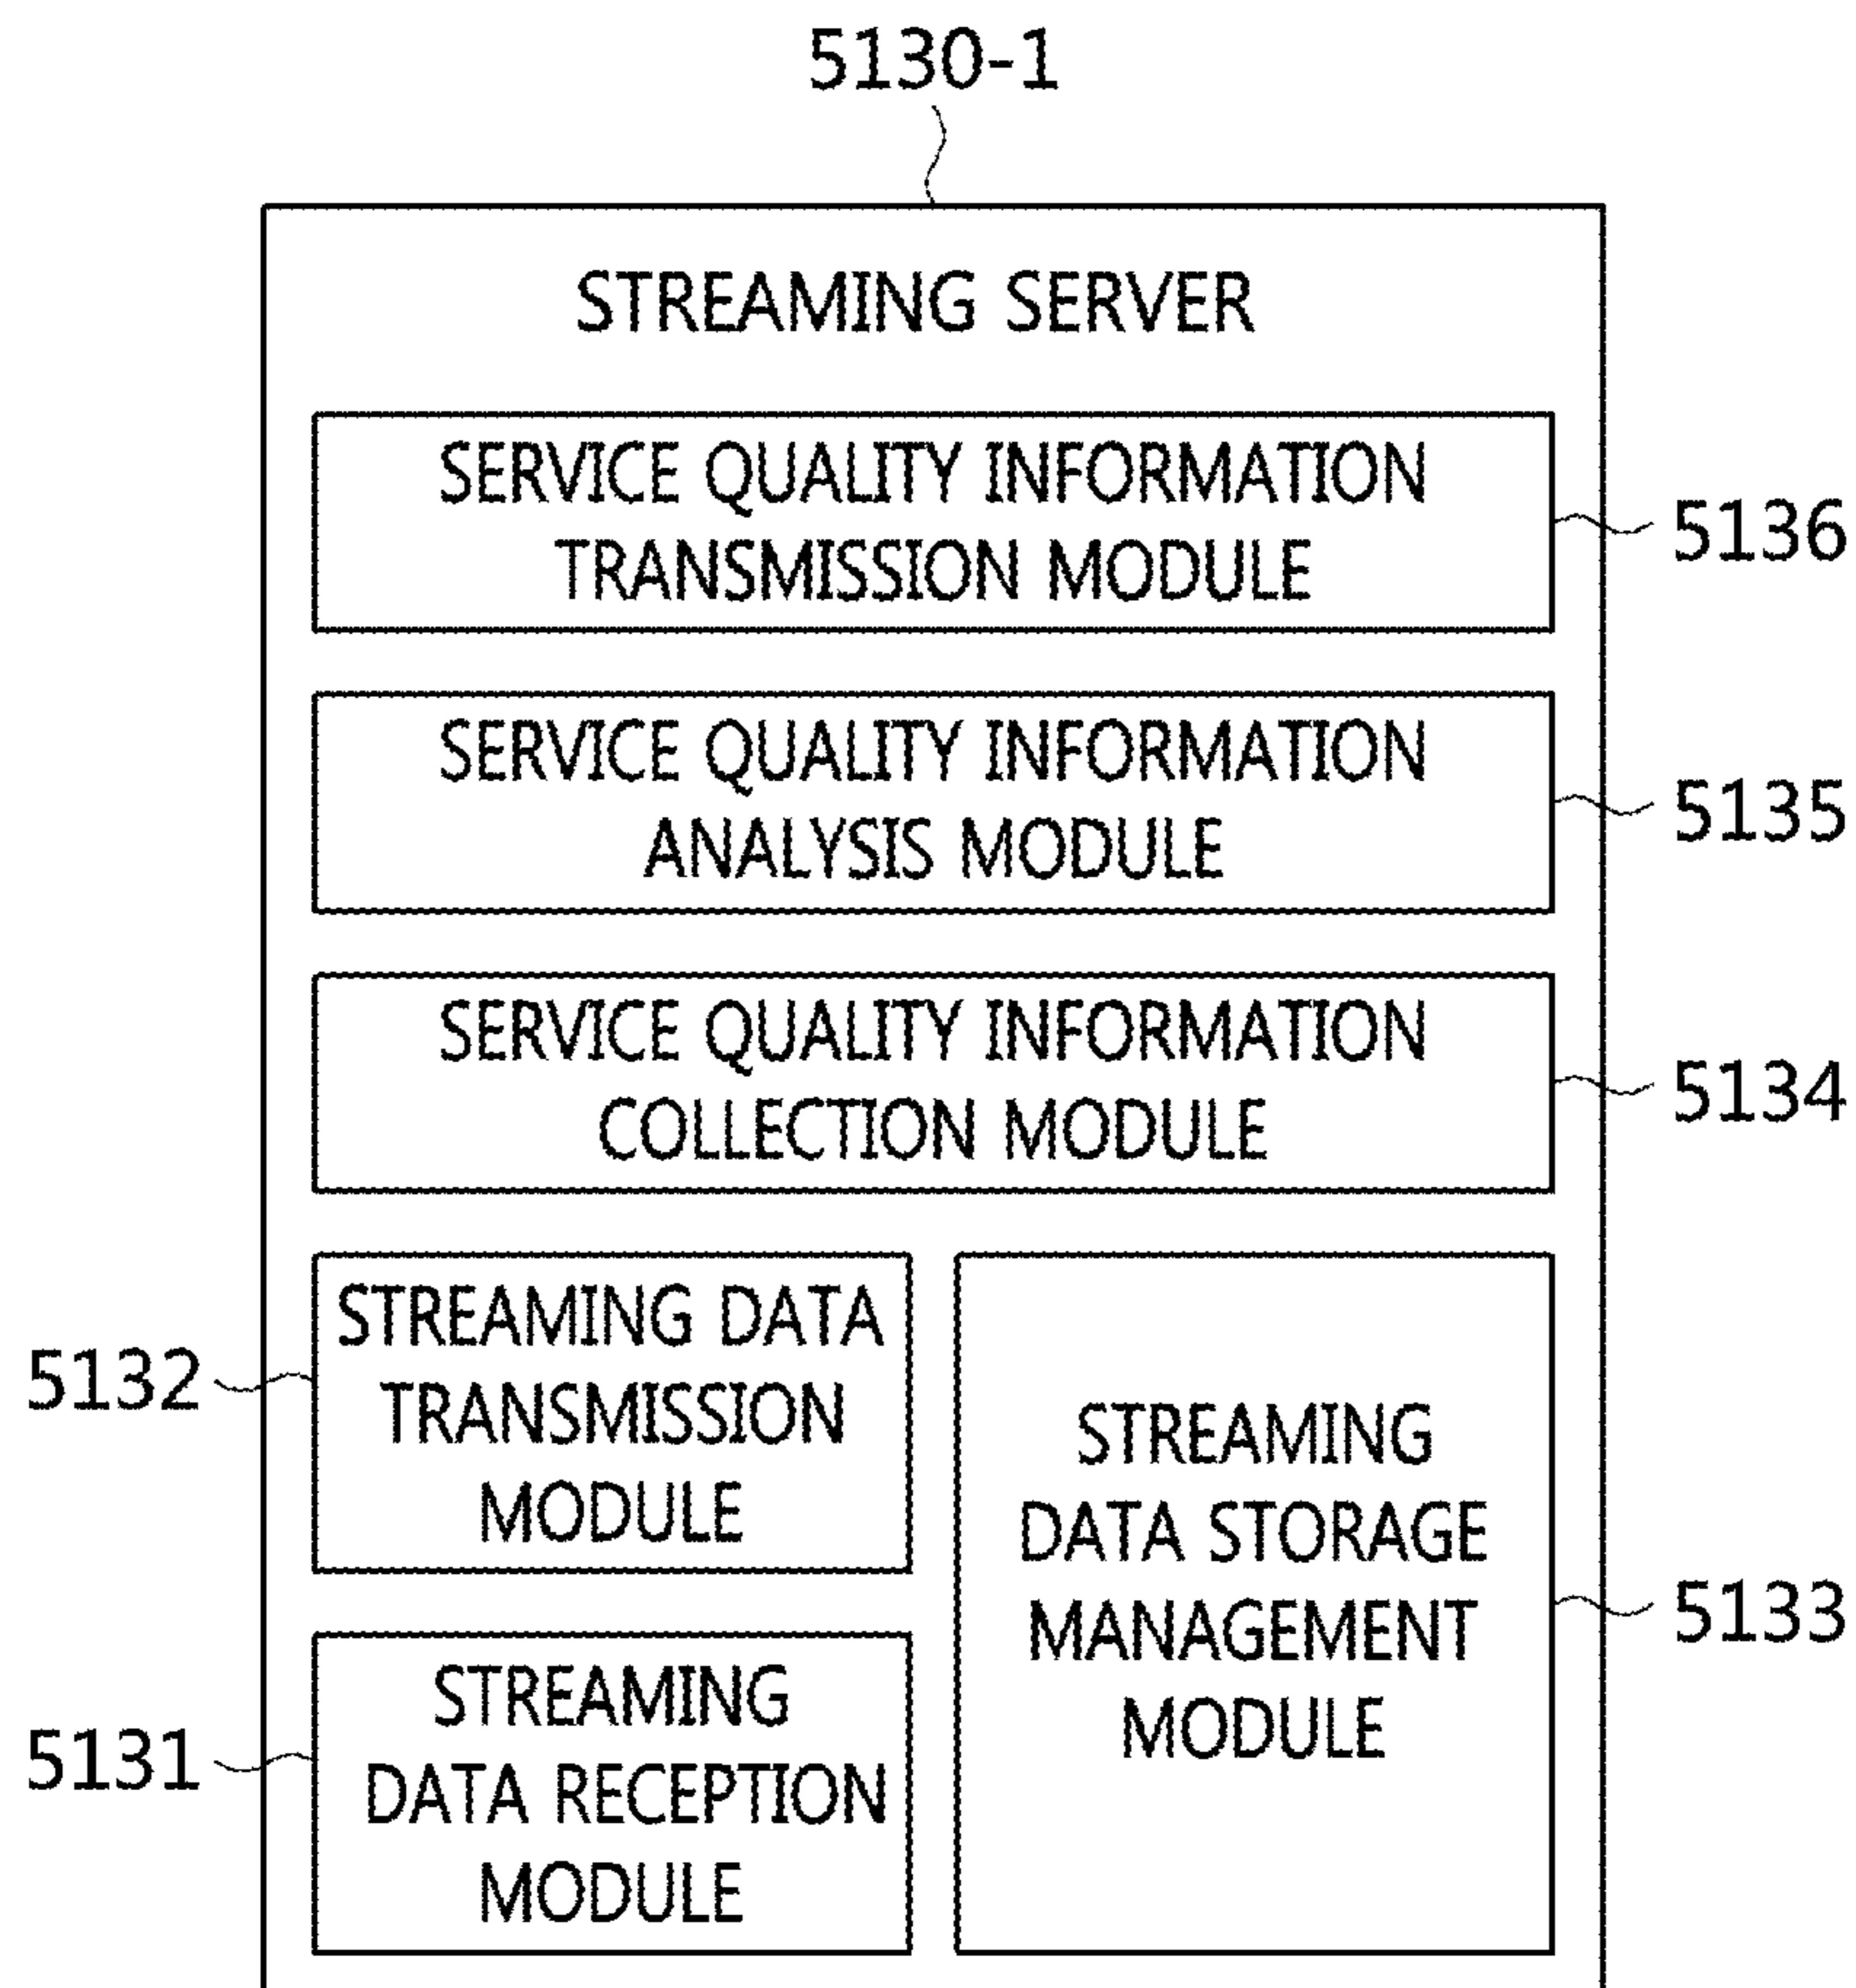 5130-1
STREAMING SERVER
SERVICE QUALITY INFORMATION
TRANSMISSION MODULE
5136
SERVICE QUALITY INFORMATION
ANALYSIS MODULE
5135
SERVICE QUALITY INFORMATION
COLLECTION MODULE
5134
5132
STREAMING DATA
TRANSMISSION
MODULE
STREAMING
DATA STORAGE
MANAGEMENT
MODULE
5133
5131
STREAMING
DATA RECEPTION
MODULE